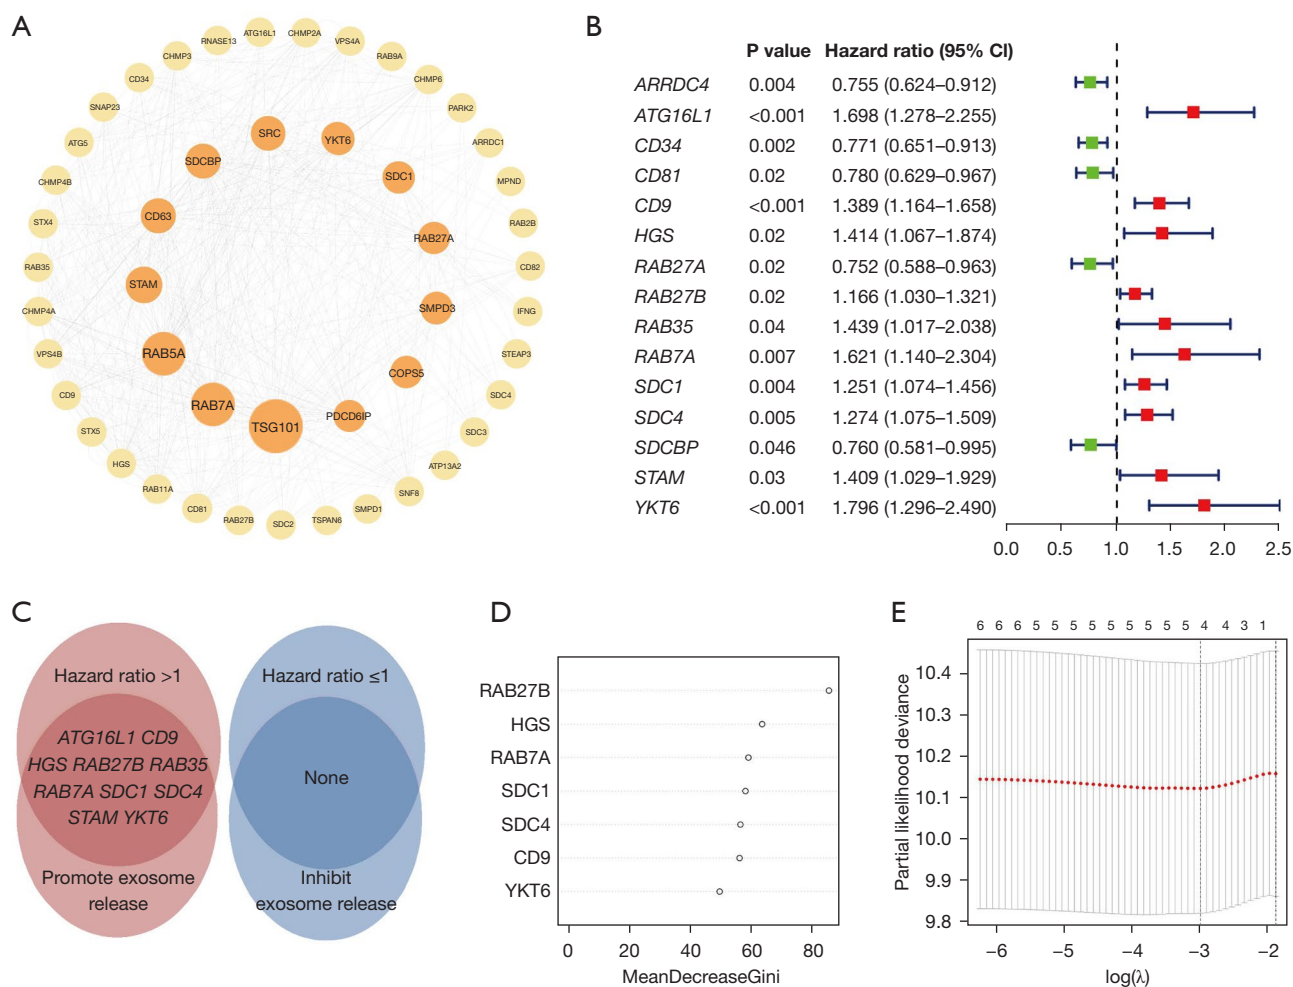 A
ATG16L1
CHMP2A
RNASE13
VPS4A
CHMP3
RAB9A
CD34
CHMP6
SNAP23
PARK2
ATG5
ARRDC1
CHMP4B
MPND
STX4
RAB2B
RAB35
CD82
CHMP4A
IFNG
VPS4B
STEAP3
CD9
SDC4
STX5
SDC3
HGS
ATP13A2
RAB11A
SNF8
CD81
SMPD1
RAB27B
TSPAN6
SDC2
SRC
YKT6
SDCBP
SDC1
CD63
RAB27A
STAM
SMPD3
RAB5A
COPS5
RAB7A
PDCD6IP
TSG101
B
P value Hazard ratio (95% CI)
ARRDC4 0.004 0.755 (0.624–0.912)
ATG16L1 <0.001 1.698 (1.278–2.255)
CD34 0.002 0.771 (0.651–0.913)
CD81 0.02 0.780 (0.629–0.967)
CD9 <0.001 1.389 (1.164–1.658)
HGS 0.02 1.414 (1.067–1.874)
RAB27A 0.02 0.752 (0.588–0.963)
RAB27B 0.02 1.166 (1.030–1.321)
RAB35 0.04 1.439 (1.017–2.038)
RAB7A 0.007 1.621 (1.140–2.304)
SDC1 0.004 1.251 (1.074–1.456)
SDC4 0.005 1.274 (1.075–1.509)
SDCBP 0.046 0.760 (0.581–0.995)
STAM 0.03 1.409 (1.029–1.929)
YKT6 <0.001 1.796 (1.296–2.490)
0.0 0.5 1.0 1.5 2.0 2.5
C
Hazard ratio >1
ATG16L1 CD9
HGS RAB27B RAB35
RAB7A SDC1 SDC4
STAM YKT6
Promote exosome
release
Hazard ratio ≤1
None
Inhibit
exosome release
D
RAB27B
HGS
RAB7A
SDC1
SDC4
CD9
YKT6
0 20 40 60 80
MeanDecreaseGini
E
6 6 6 5 5 5 5 5 5 5 5 5 4 4 3 1
Partial likelihood deviance
10.4
10.3
10.2
10.1
10.0
9.9
9.8
−6 −5 −4 −3 −2
log(λ)